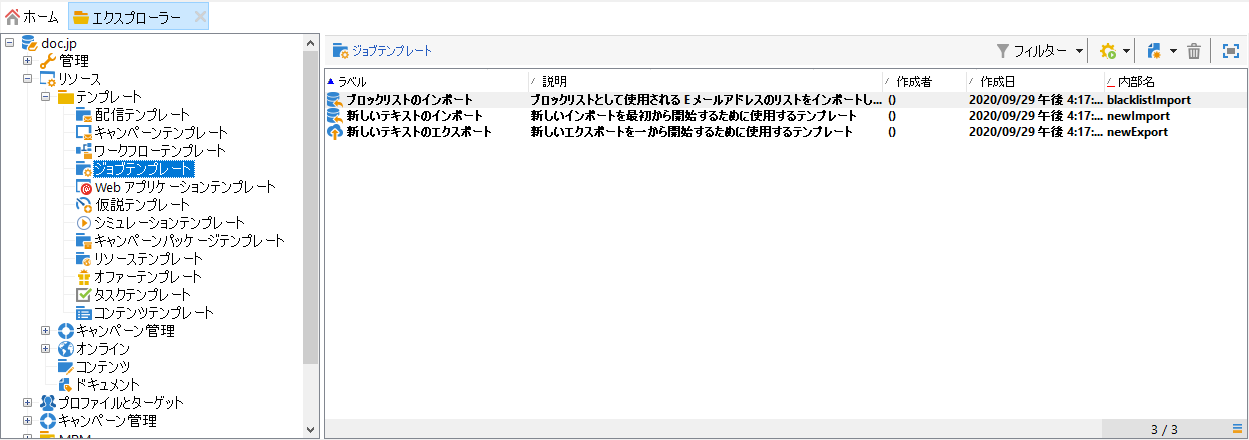 ホーム エクスプローラー
doc.jp
管理
リソース
テンプレート
配信テンプレート
キャンペーンテンプレート
ワークフローテンプレート
ジョブテンプレート
Web アプリケーションテンプレート
仮説テンプレート
シミュレーションテンプレート
キャンペーンパッケージテンプレート
リソーステンプレート
オファーテンプレート
タスクテンプレート
コンテンツテンプレート
キャンペーン管理
オンライン
コンテンツ
ドキュメント
プロファイルとターゲット
キャンペーン管理
MRM
ジョブテンプレート フィルター
ラベル 説明 作成者 作成日 内部名
ブロックリストのインポート ブロックリストとして使用される E メールアドレスのリストをインポートし... () 2020/09/29 午後 4:17:... blacklistImport
新しいテキストのインポート 新しいインポートを最初から開始するために使用するテンプレート () 2020/09/29 午後 4:17:... newImport
新しいテキストのエクスポート 新しいエクスポートを一から開始するために使用するテンプレート () 2020/09/29 午後 4:17:... newExport
3 / 3